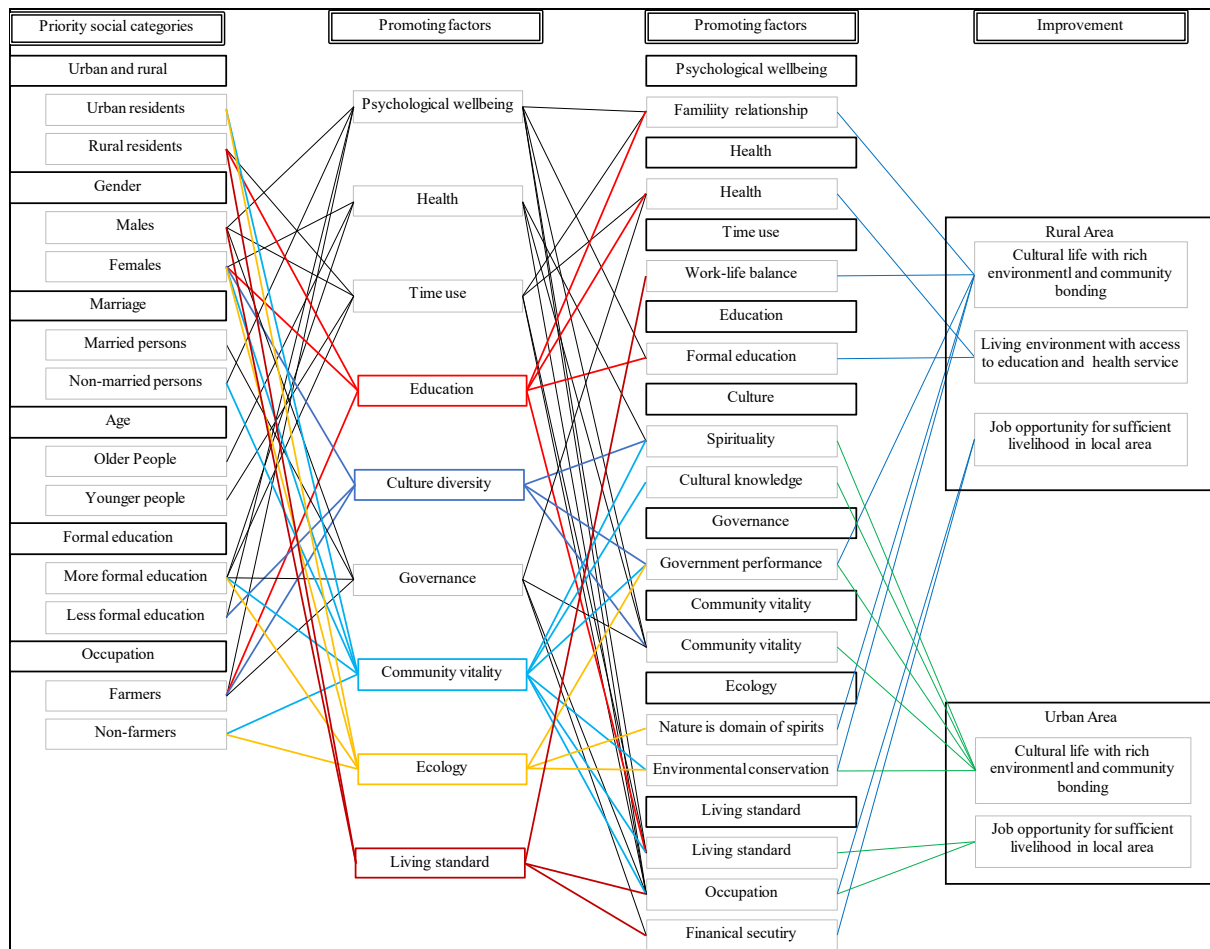 Priority social categories
Urban and rural
Urban residents
Rural residents
Gender
Males
Females
Marriage
Married persons
Non-married persons
Age
Older People
Younger people
Formal education
More formal education
Less formal education
Occupation
Farmers
Non-farmers
Promoting factors
Psychological wellbeing
Health
Time use
Education
Culture diversity
Governance
Community vitality
Ecology
Living standard
Promoting factors
Psychological wellbeing
Familiity relationship
Health
Health
Time use
Work-life balance
Education
Formal education
Culture
Spirituality
Cultural knowledge
Governance
Government performance
Community vitality
Community vitality
Ecology
Nature is domain of spirits
Environmental conservation
Living standard
Living standard
Occupation
Finanical secutiry
Improvement
Rural Area
Cultural life with rich
environmentl and community
bonding
Living environment with access
to education and health service
Job opportunity for sufficient
livelihood in local area
Urban Area
Cultural life with rich
environmentl and community
bonding
Job opportunity for sufficient
livelihood in local area